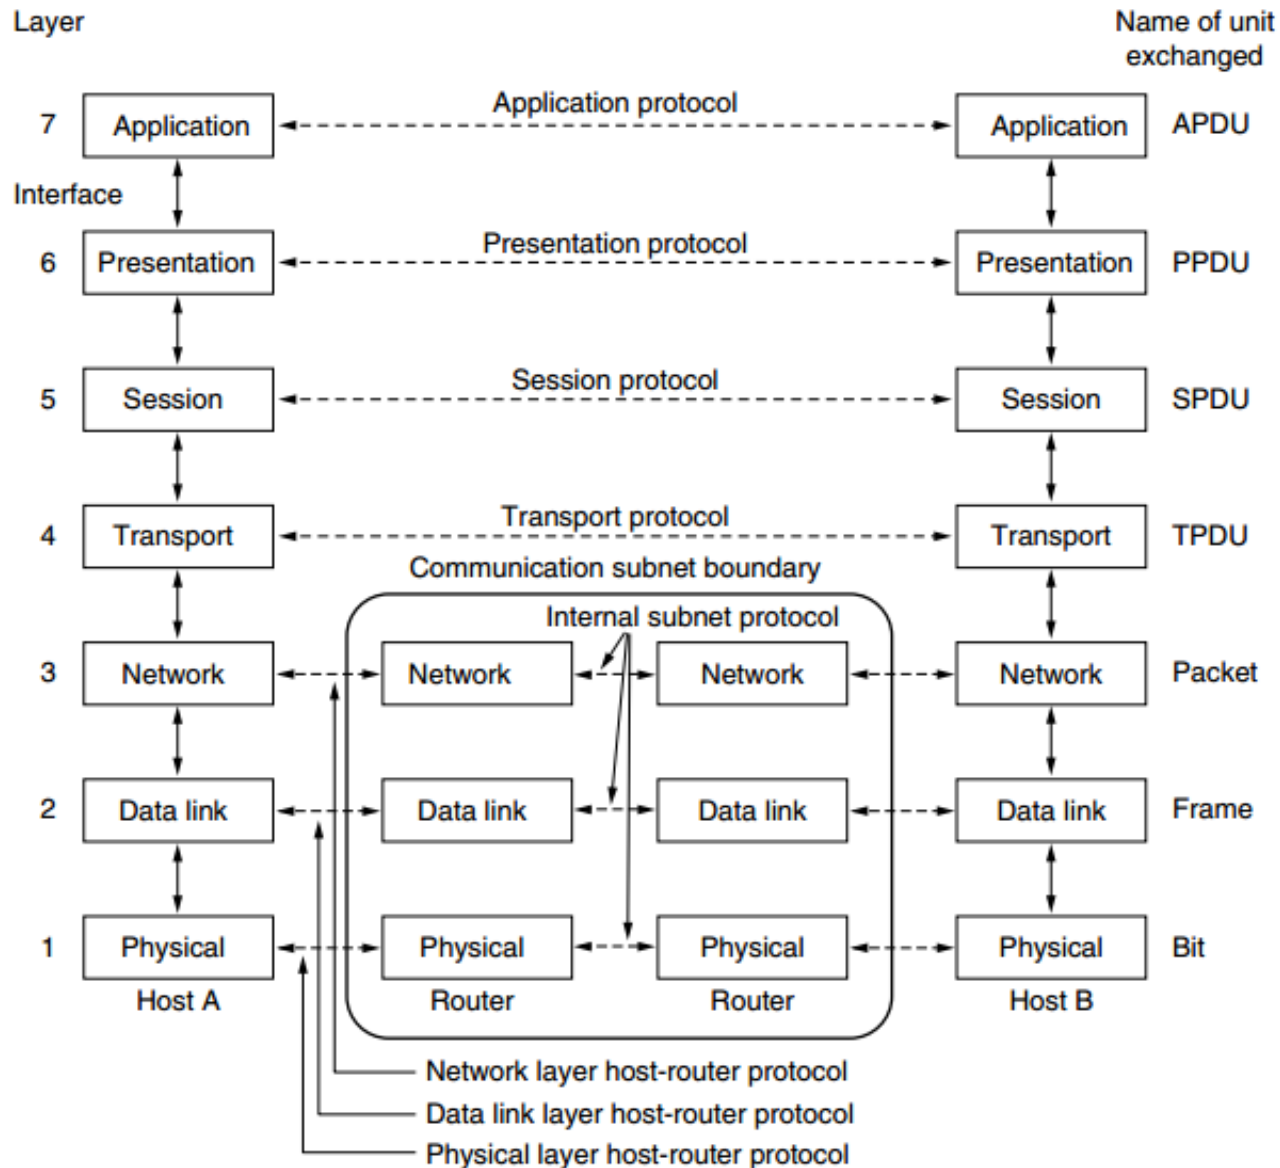 Layer
Name of unit
exchanged
Application protocol
7 Application Application APDU
Interface
Presentation protocol
6 Presentation Presentation PPDU
Session protocol
5 Session Session SPDU
Transport protocol
4 Transport Transport TPDU
Communication subnet boundary
Internal subnet protocol
3 Network Network Network Network Packet
2 Data link Data link Data link Data link Frame
1 Physical Physical Physical Physical Bit
Host A Router Router Host B
Network layer host-router protocol
Data link layer host-router protocol
Physical layer host-router protocol